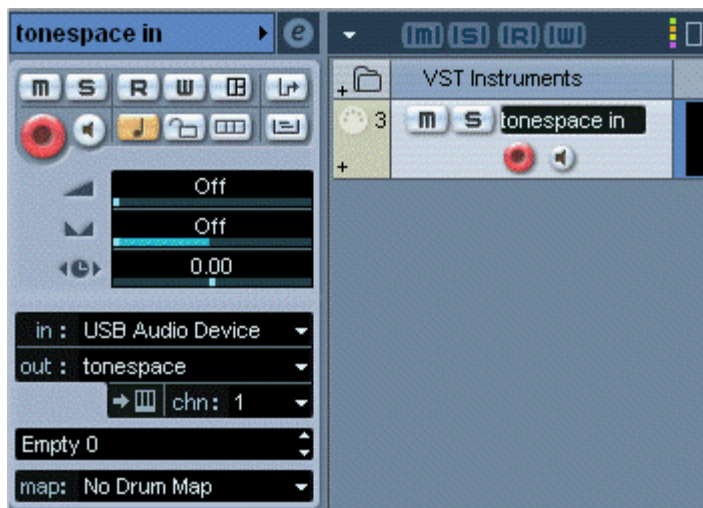 tonespace in e
m S R W
Off
Off
0.00
in : USB Audio Device
out : tonespace
chn: 1
Empty 0
map: No Drum Map
[m] [S] [R] [W]
VST Instruments
3 m S tonespace in